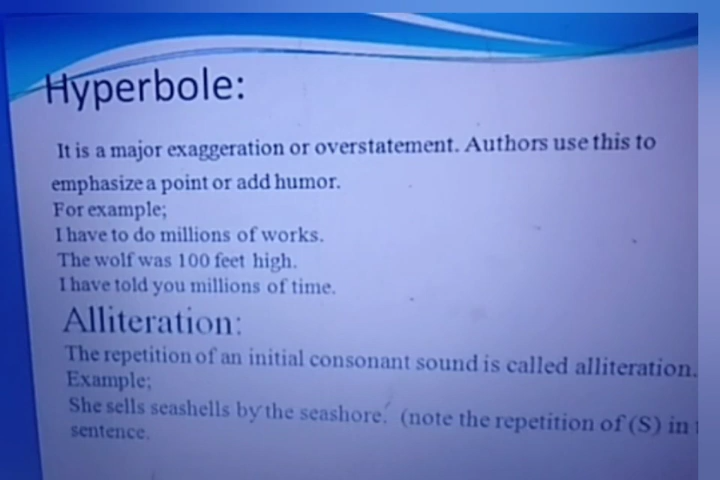 Hyperbole:
It is a major exaggeration or overstatement. Authors use this to
emphasize a point or add humor.
For example;
I have to do millions of works.
The wolf was 100 feet high.
I have told you millions of time.
Alliteration:
The repetition of an initial consonant sound is called alliteration.
Example;
She sells seashells by the seashore. (note the repetition of (S) in
sentence.